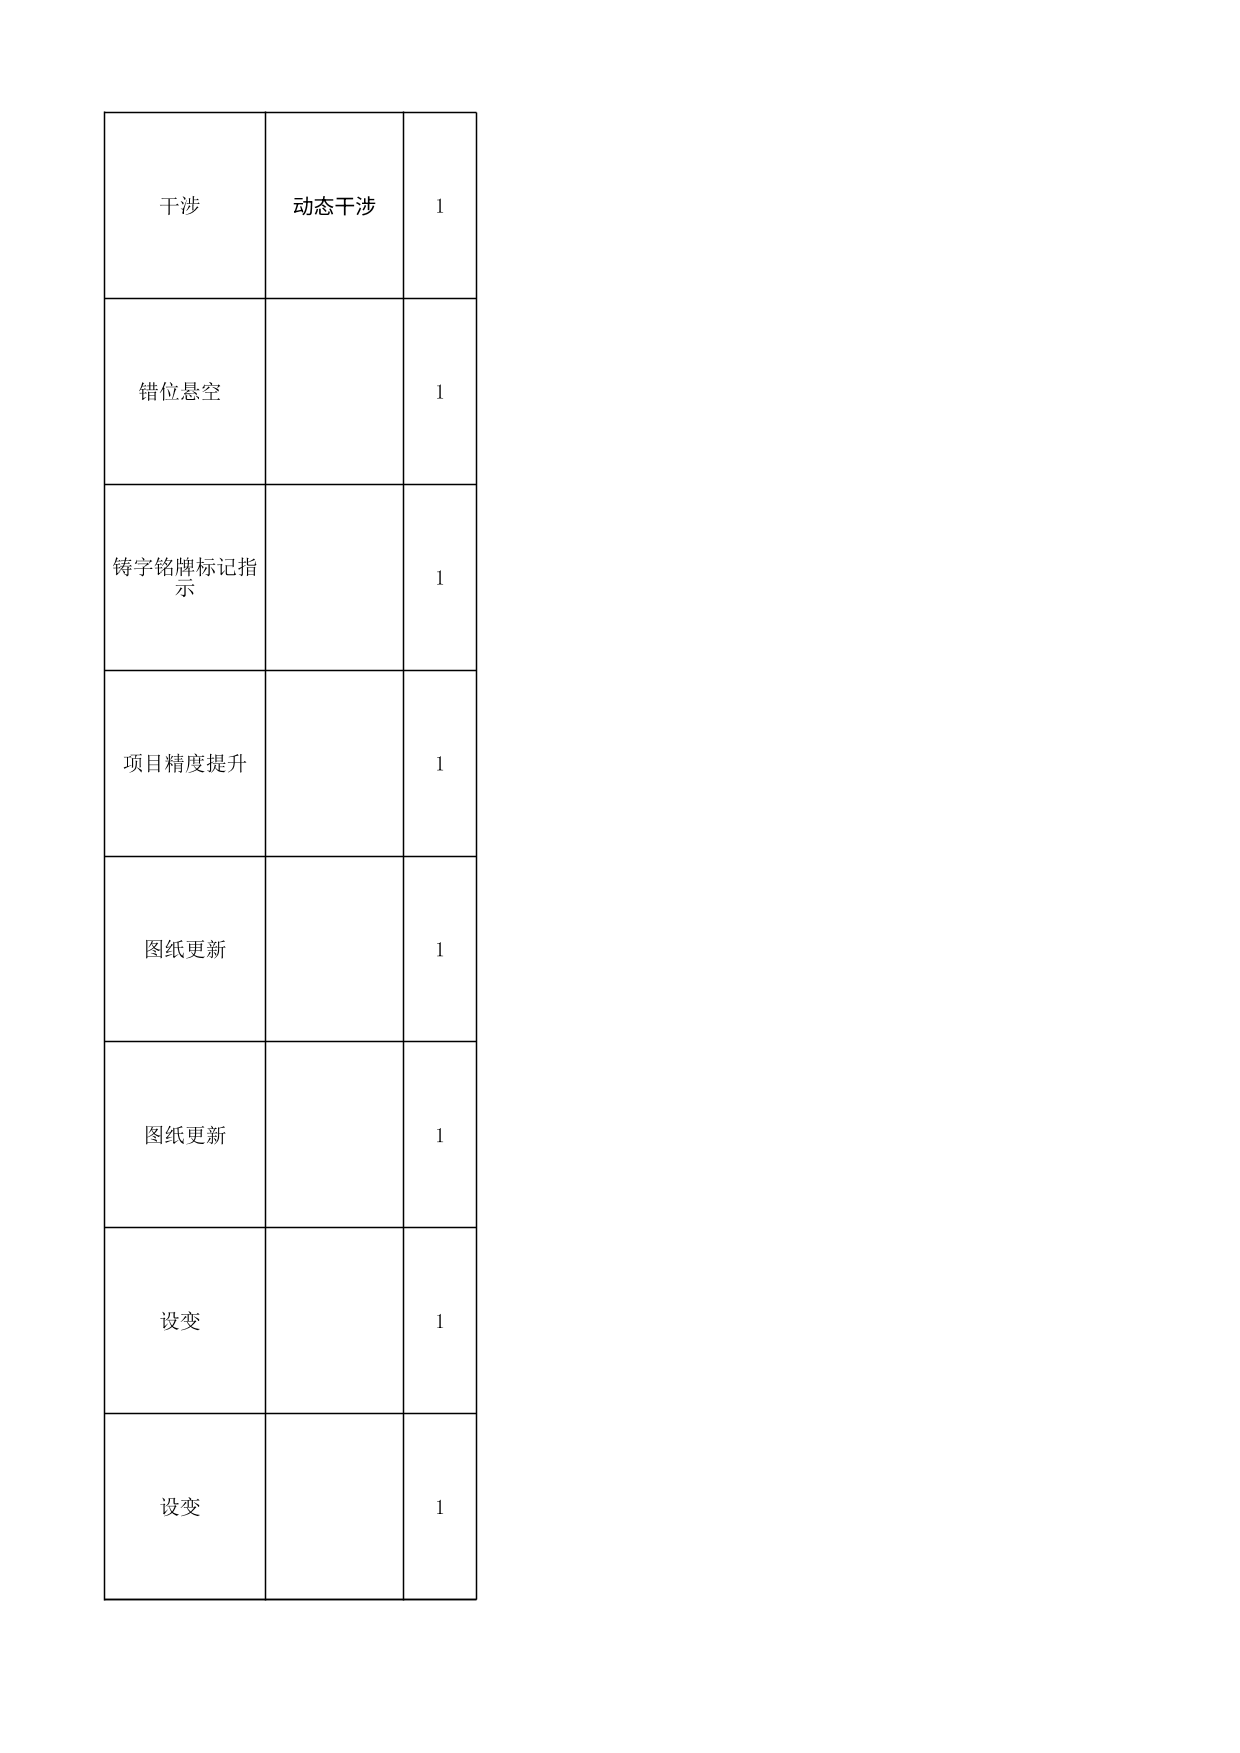 干涉 动态干涉 1
错位悬空 1
铸字铭牌标记指
示 1
项目精度提升 1
图纸更新 1
图纸更新 1
设变 1
设变 1